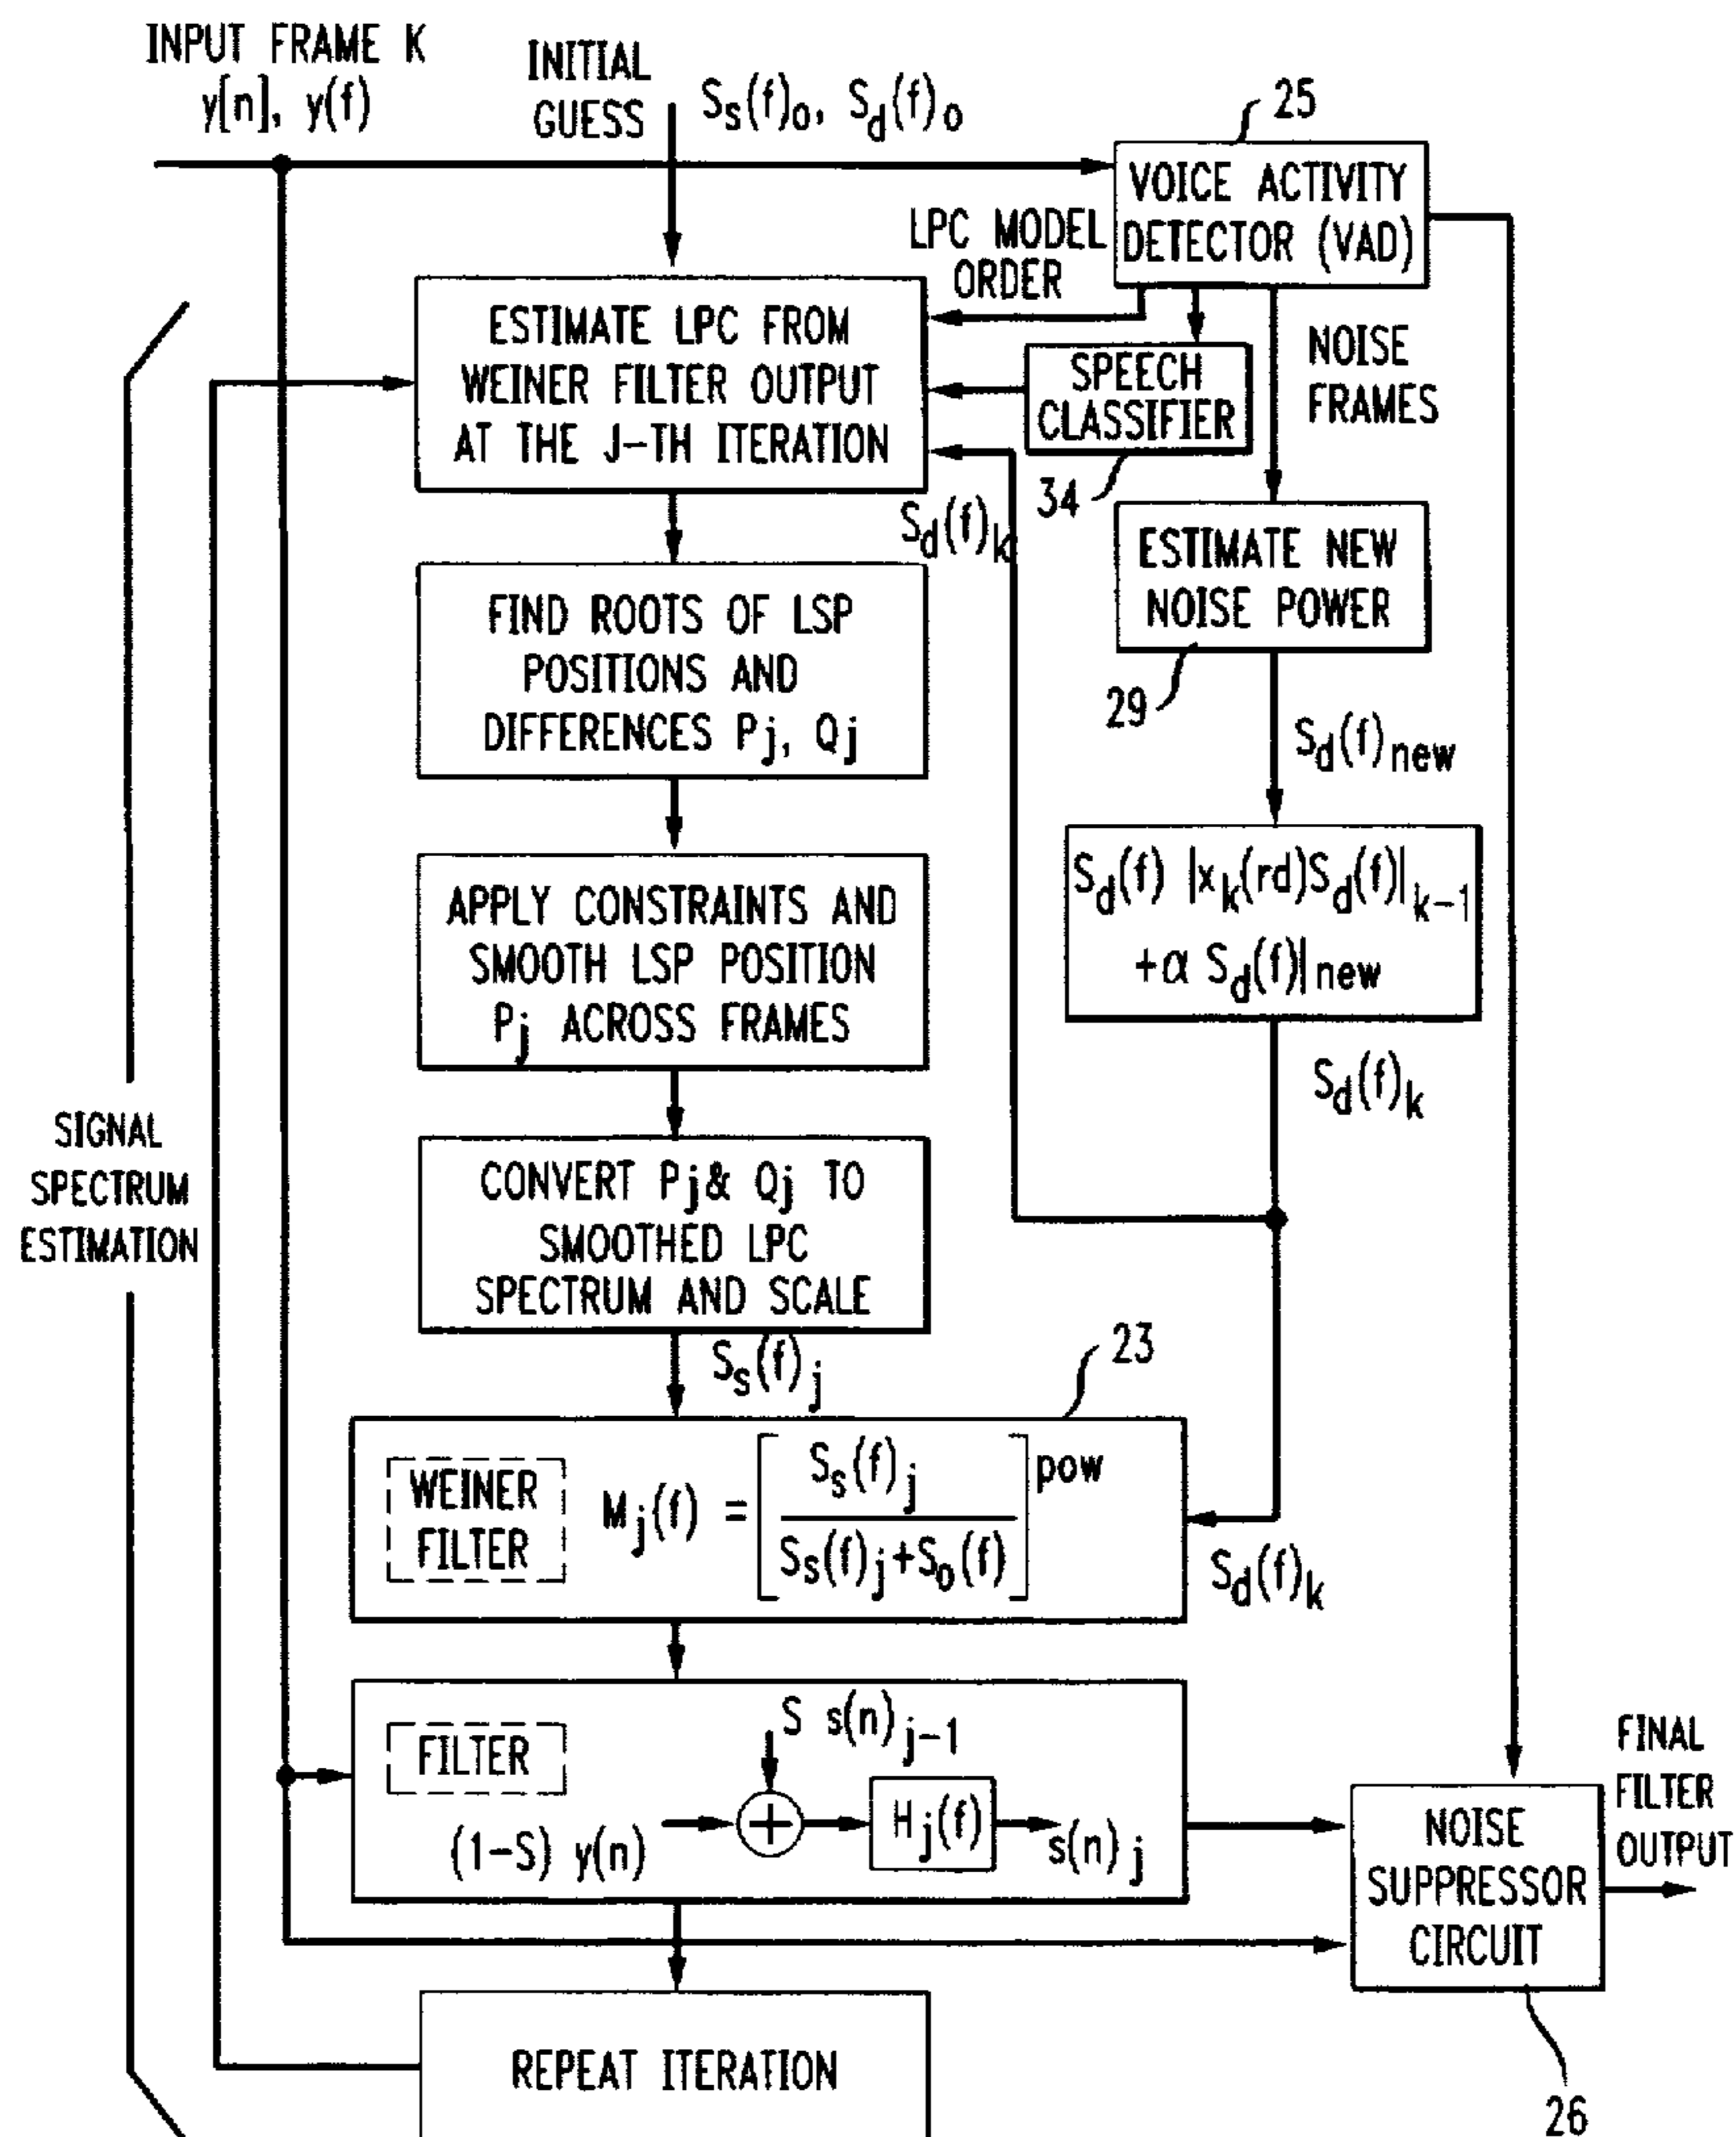 INPUT FRAME K
y[n], y(f)
INITIAL
GUESS
Ss(f)o, Sd(f)o
25
VOICE ACTIVITY
DETECTOR (VAD)
LPC MODEL
ORDER
ESTIMATE LPC FROM
WEINER FILTER OUTPUT
AT THE J-TH ITERATION
SPEECH
CLASSIFIER
34
NOISE
FRAMES
Sd(f)k
ESTIMATE NEW
NOISE POWER
29
FIND ROOTS OF LSP
POSITIONS AND
DIFFERENCES Pj, Qj
Sd(f)new
Sd(f) |xk(rd)Sd(f)|k-1
+α Sd(f)|new
APPLY CONSTRAINTS AND
SMOOTH LSP POSITION
Pj ACROSS FRAMES
Sd(f)k
SIGNAL
SPECTRUM
ESTIMATION
CONVERT Pj& Qj TO
SMOOTHED LPC
SPECTRUM AND SCALE
Ss(f)j
23
WEINER
FILTER
Mj(f) = [Ss(f)j / Ss(f)j+So(f)] pow
Sd(f)k
FILTER
S s(n)j-1
(1-S) y(n)
+
Hj(f)
s(n)j
FINAL
FILTER
OUTPUT
NOISE
SUPPRESSOR
CIRCUIT
26
REPEAT ITERATION